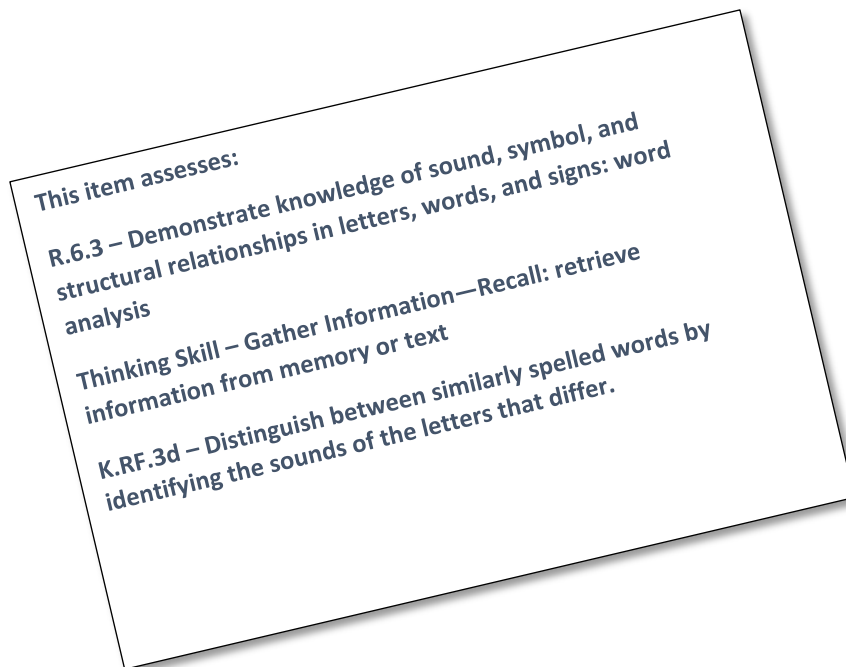 This item assesses:
R.6.3 – Demonstrate knowledge of sound, symbol, and
structural relationships in letters, words, and signs: word
analysis
Thinking Skill – Gather Information—Recall: retrieve
information from memory or text
K.RF.3d – Distinguish between similarly spelled words by
identifying the sounds of the letters that differ.